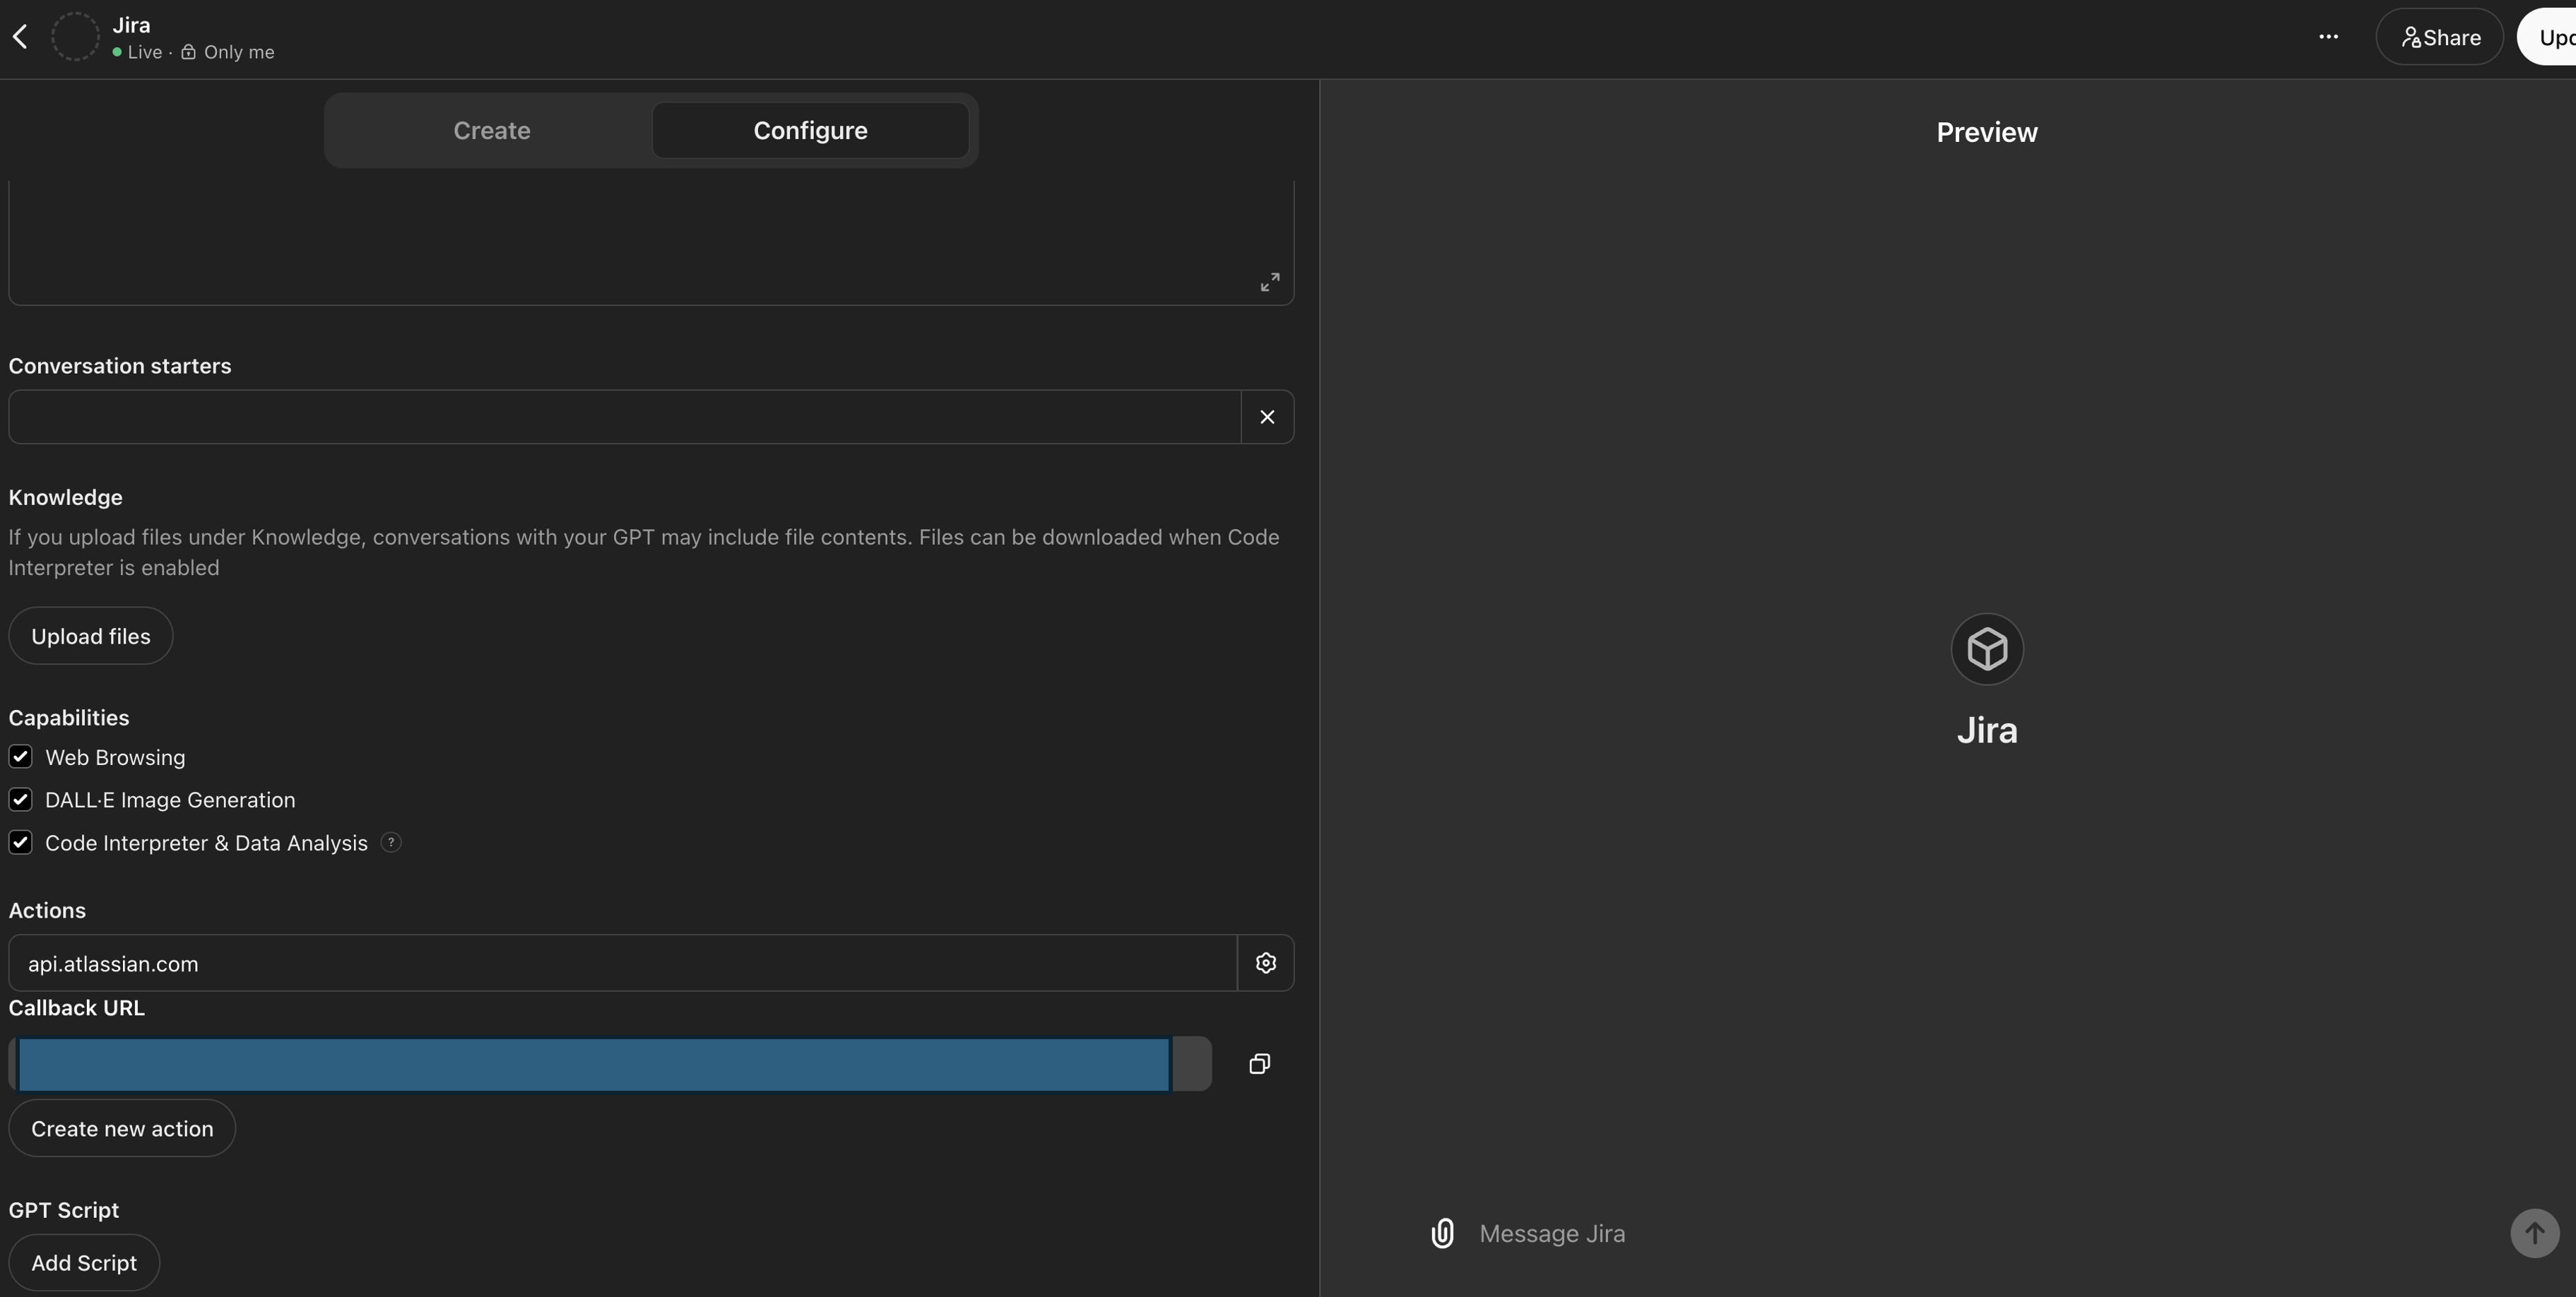 Jira
Live · Only me
Share
Create
Configure
Preview
Conversation starters
Knowledge
If you upload files under Knowledge, conversations with your GPT may include file contents. Files can be downloaded when Code
Interpreter is enabled
Upload files
Capabilities
Web Browsing
DALL·E Image Generation
Code Interpreter & Data Analysis ?
Actions
api.atlassian.com
Callback URL
Create new action
GPT Script
Add Script
Jira
Message Jira